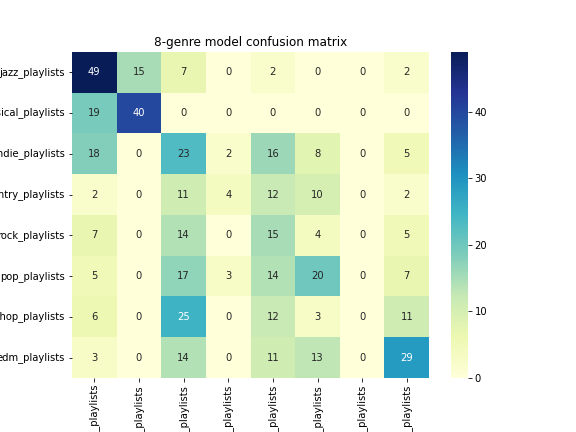 8-genre model confusion matrix
jazz_playlists 49 15 7 0 2 0 0 2
sical_playlists 19 40 0 0 0 0 0 0
ndie_playlists 18 0 23 2 16 8 0 5
ntry_playlists 2 0 11 4 12 10 0 2
rock_playlists 7 0 14 0 15 4 0 5
pop_playlists 5 0 17 3 14 20 0 7
hop_playlists 6 0 25 0 12 3 0 11
edm_playlists 3 0 14 0 11 13 0 29
_playlists _playlists _playlists _playlists _playlists _playlists _playlists _playlists
40
30
20
10
0